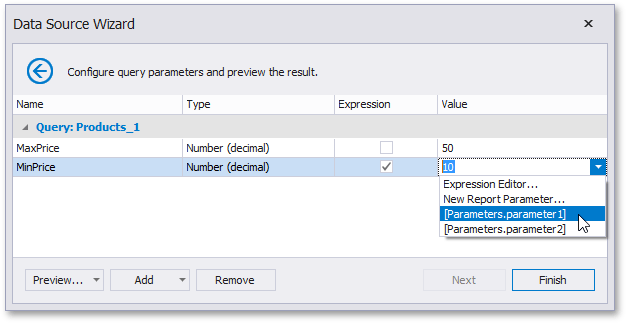 Data Source Wizard
Configure query parameters and preview the result.
Name Type Expression Value
Query: Products_1
MaxPrice Number (decimal) 50
MinPrice Number (decimal) 10
Expression Editor...
New Report Parameter...
[Parameters.parameter1]
[Parameters.parameter2]
Preview... Add Remove Next Finish